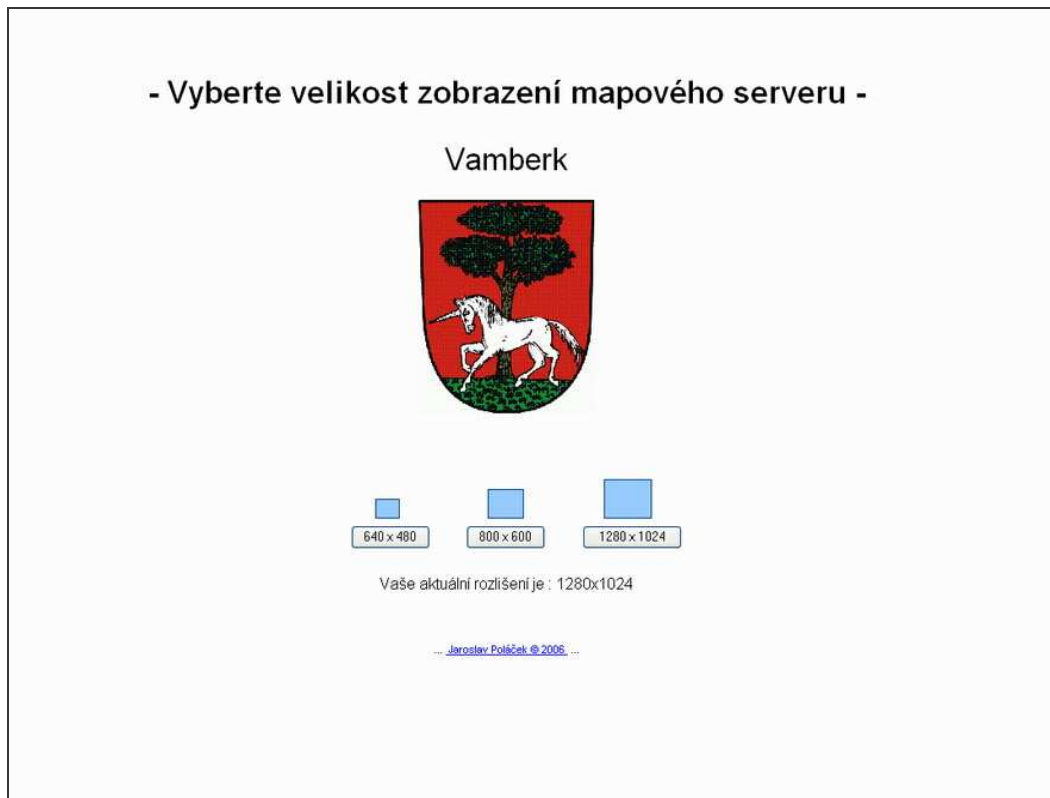 - Vyberte velikost zobrazení mapového serveru -
Vamberk
640 x 480 800 x 600 1280 x 1024
Vaše aktuální rozlišení je : 1280x1024
... Jaroslav Poláček © 2006 ...